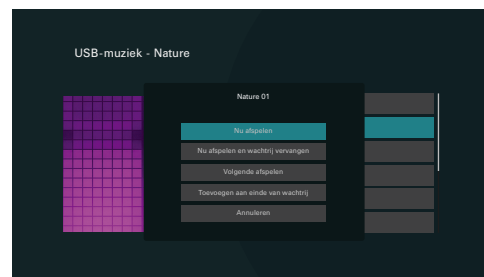 USB-muziek - Nature
Nature 01
Nu afspelen
Nu afspelen en wachtrij vervangen
Volgende afspelen
Toevoegen aan einde van wachtrij
Annuleren